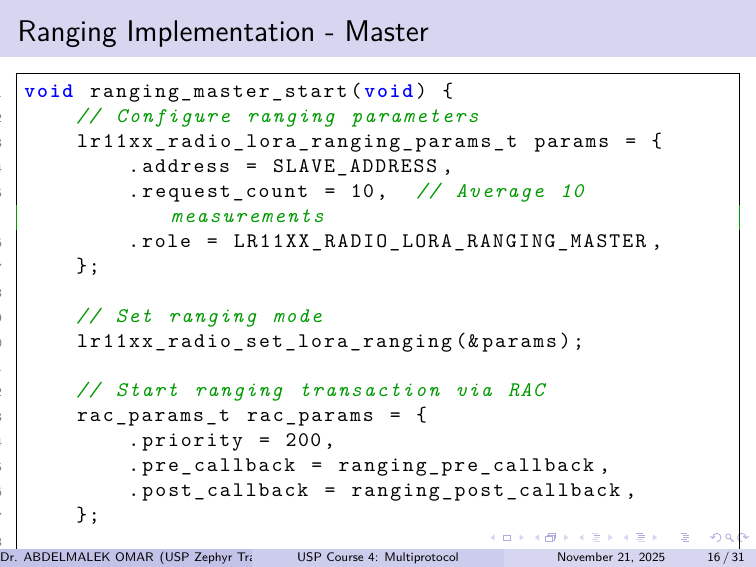 Ranging Implementation - Master
void ranging_master_start(void) {
// Configure ranging parameters
lr11xx_radio_lora_ranging_params_t params = {
.address = SLAVE_ADDRESS,
.request_count = 10, // Average 10
measurements
.role = LR11XX_RADIO_LORA_RANGING_MASTER,
};
// Set ranging mode
lr11xx_radio_set_lora_ranging(&params);
// Start ranging transaction via RAC
rac_params_t rac_params = {
.priority = 200,
.pre_callback = ranging_pre_callback,
.post_callback = ranging_post_callback,
};
Dr. ABDELMALEK OMAR (USP Zephyr Tra USP Course 4: Multiprotocol November 21, 2025 16 / 31